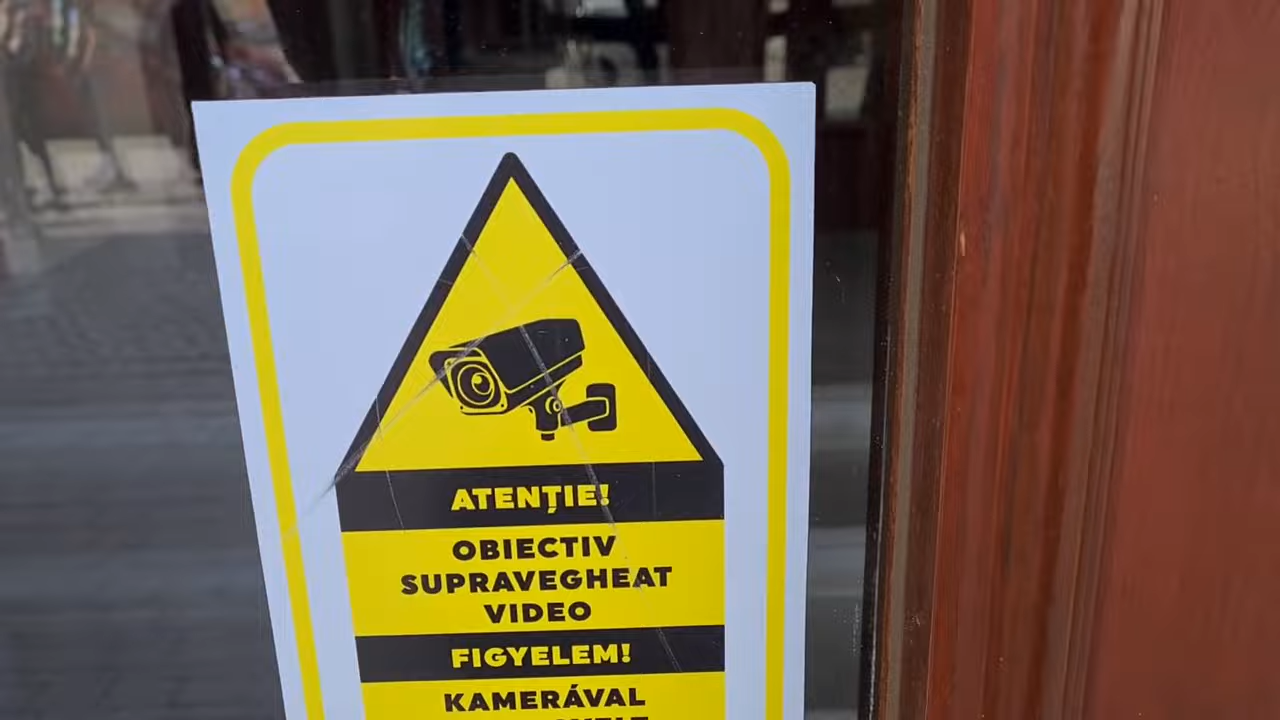 ATENȚIE!
OBIECTIV
SUPRAVEGHEAT
VIDEO
FIGYELEM!
KAMERÁVAL